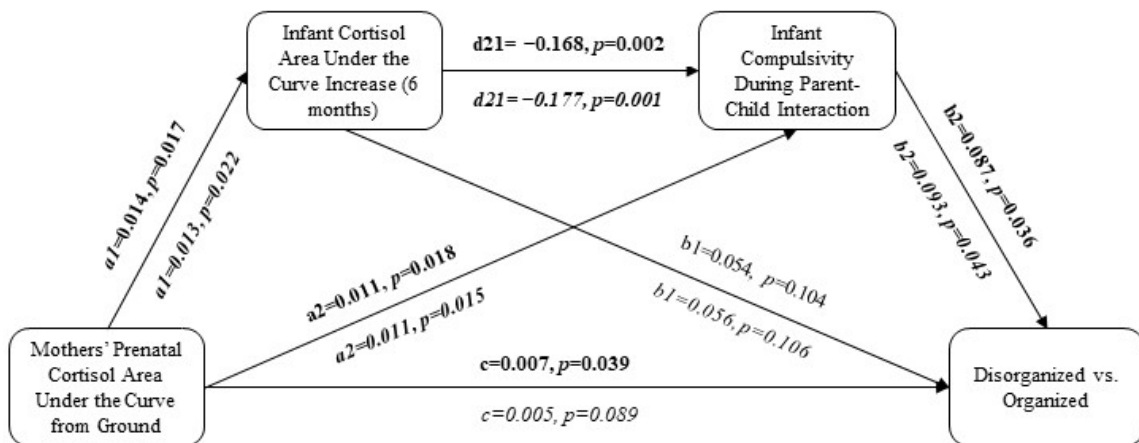 Infant Cortisol
Area Under the
Curve Increase (6
months)
d21= −0.168, p=0.002
d21= −0.177, p=0.001
Infant
Compulsivity
During Parent-
Child Interaction
a1=0.014, p=0.017
a1=0.013, p=0.022
b2=0.087, p=0.036
b2=0.093, p=0.043
a2=0.011, p=0.018
a2=0.011, p=0.015
b1=0.054, p=0.104
b1=0.056, p=0.106
Mothers’ Prenatal
Cortisol Area
Under the Curve
from Ground
c=0.007, p=0.039
c=0.005, p=0.089
Disorganized vs.
Organized